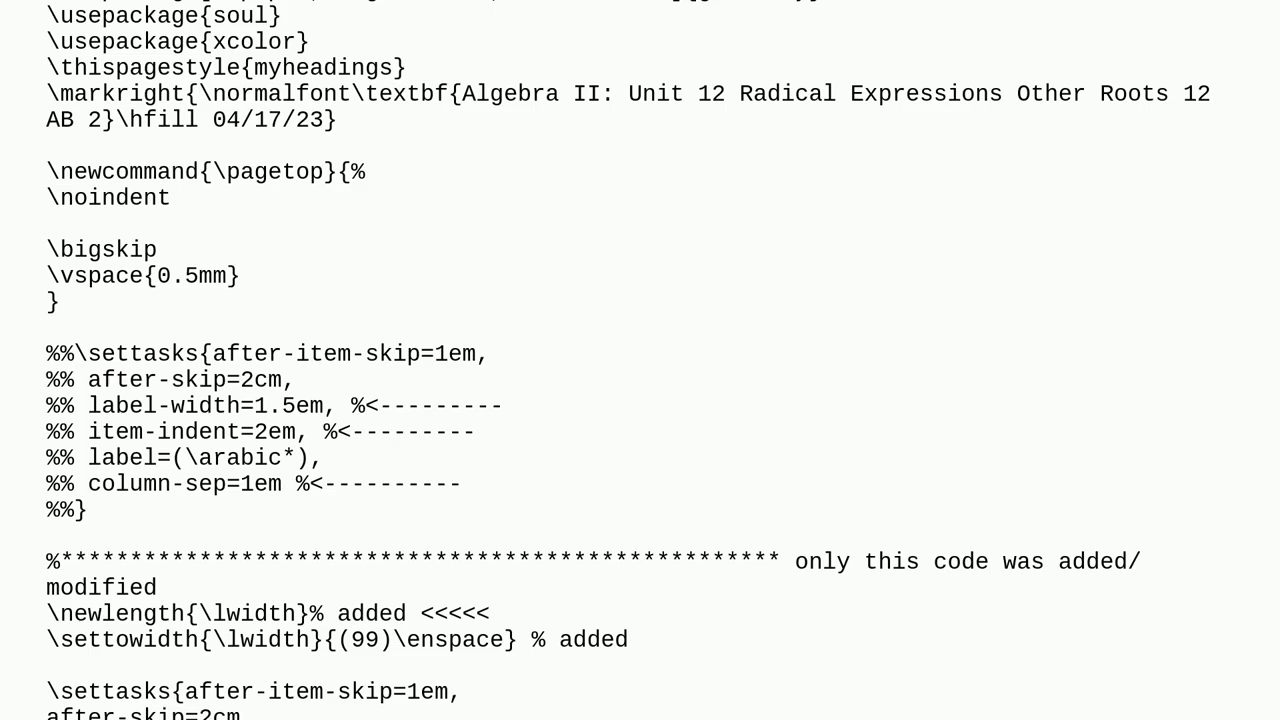 \usepackage{soul}
\usepackage{xcolor}
\thispagestyle{myheadings}
\markright{\normalfont\textbf{Algebra II: Unit 12 Radical Expressions Other Roots 12
AB 2}\hfill 04/17/23}
\newcommand{\pagetop}{%
\noindent
\bigskip
\vspace{0.5mm}
}
%%\settasks{after-item-skip=1em,
%% after-skip=2cm,
%% label-width=1.5em, %<---------
%% item-indent=2em, %<---------
%% label=(\arabic*),
%% column-sep=1em %<----------
%%}
%**************************************************** only this code was added/
modified
\newlength{\lwidth}% added <<<<<
\settowidth{\lwidth}{(99)\enspace} % added
\settasks{after-item-skip=1em,
after-skip=2cm